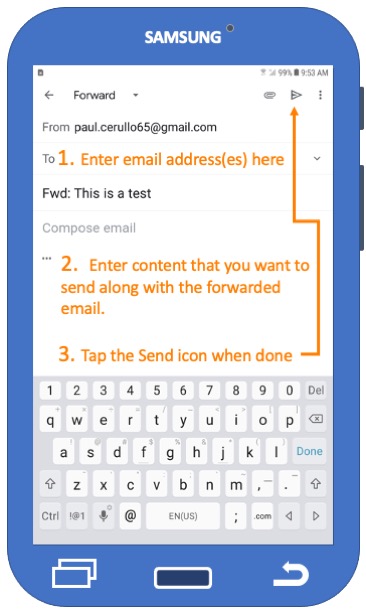 SAMSUNG
99% 9:53 AM
Forward
From paul.cerullo65@gmail.com
To 1. Enter email address(es) here
Fwd: This is a test
Compose email
...
2. Enter content that you want to
send along with the forwarded
email.
3. Tap the Send icon when done
1 2 3 4 5 6 7 8 9 0 Del
q w e r t y u i o p
a s d f g h j k l Done
z x c v b n m , .
Ctrl !@1 @ EN(US) ; .com